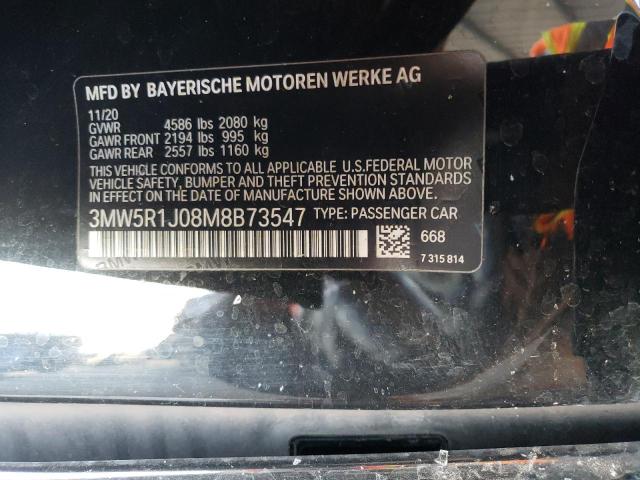 MFD BY BAYERISCHE MOTOREN WERKE AG
11/20
GVWR 4586 lbs 2080 kg
GAWR FRONT 2194 lbs 995 kg
GAWR REAR 2557 lbs 1160 kg
THIS VEHICLE CONFORMS TO ALL APPLICABLE U.S.FEDERAL MOTOR
VEHICLE SAFETY, BUMPER AND THEFT PREVENTION STANDARDS
IN EFFECT ON THE DATE OF MANUFACTURE SHOWN ABOVE.
3MW5R1J08M8B73547 TYPE: PASSENGER CAR
668
7 315 814